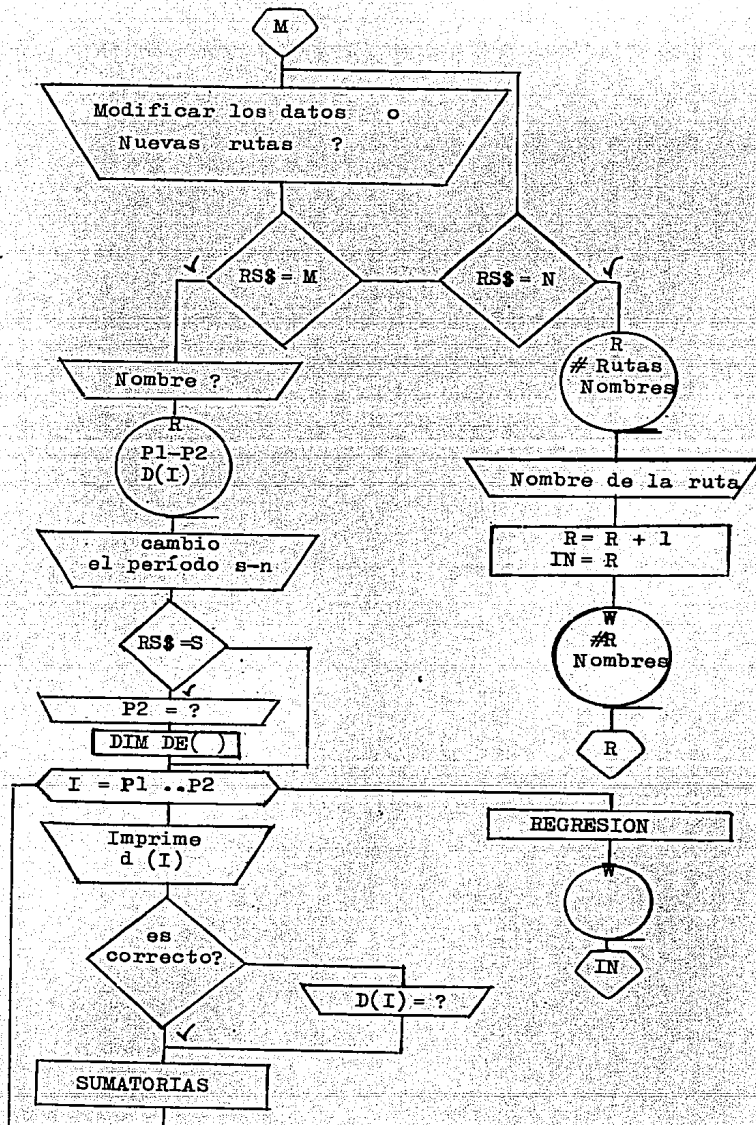 M
Modificar los datos o
Nuevas rutas ?
RS$ = M
RS$ = N
Nombre ?
R
P1-P2
D(I)
cambio
el período s-n
RS$ =S
P2 = ?
DIM DE( )
I = P1 ..P2
Imprime
d (I)
es
correcto?
D(I) = ?
SUMATORIAS
R
# Rutas
Nombres
Nombre de la ruta
R= R + 1
IN= R
W
#R
Nombres
R
REGRESION
W
IN